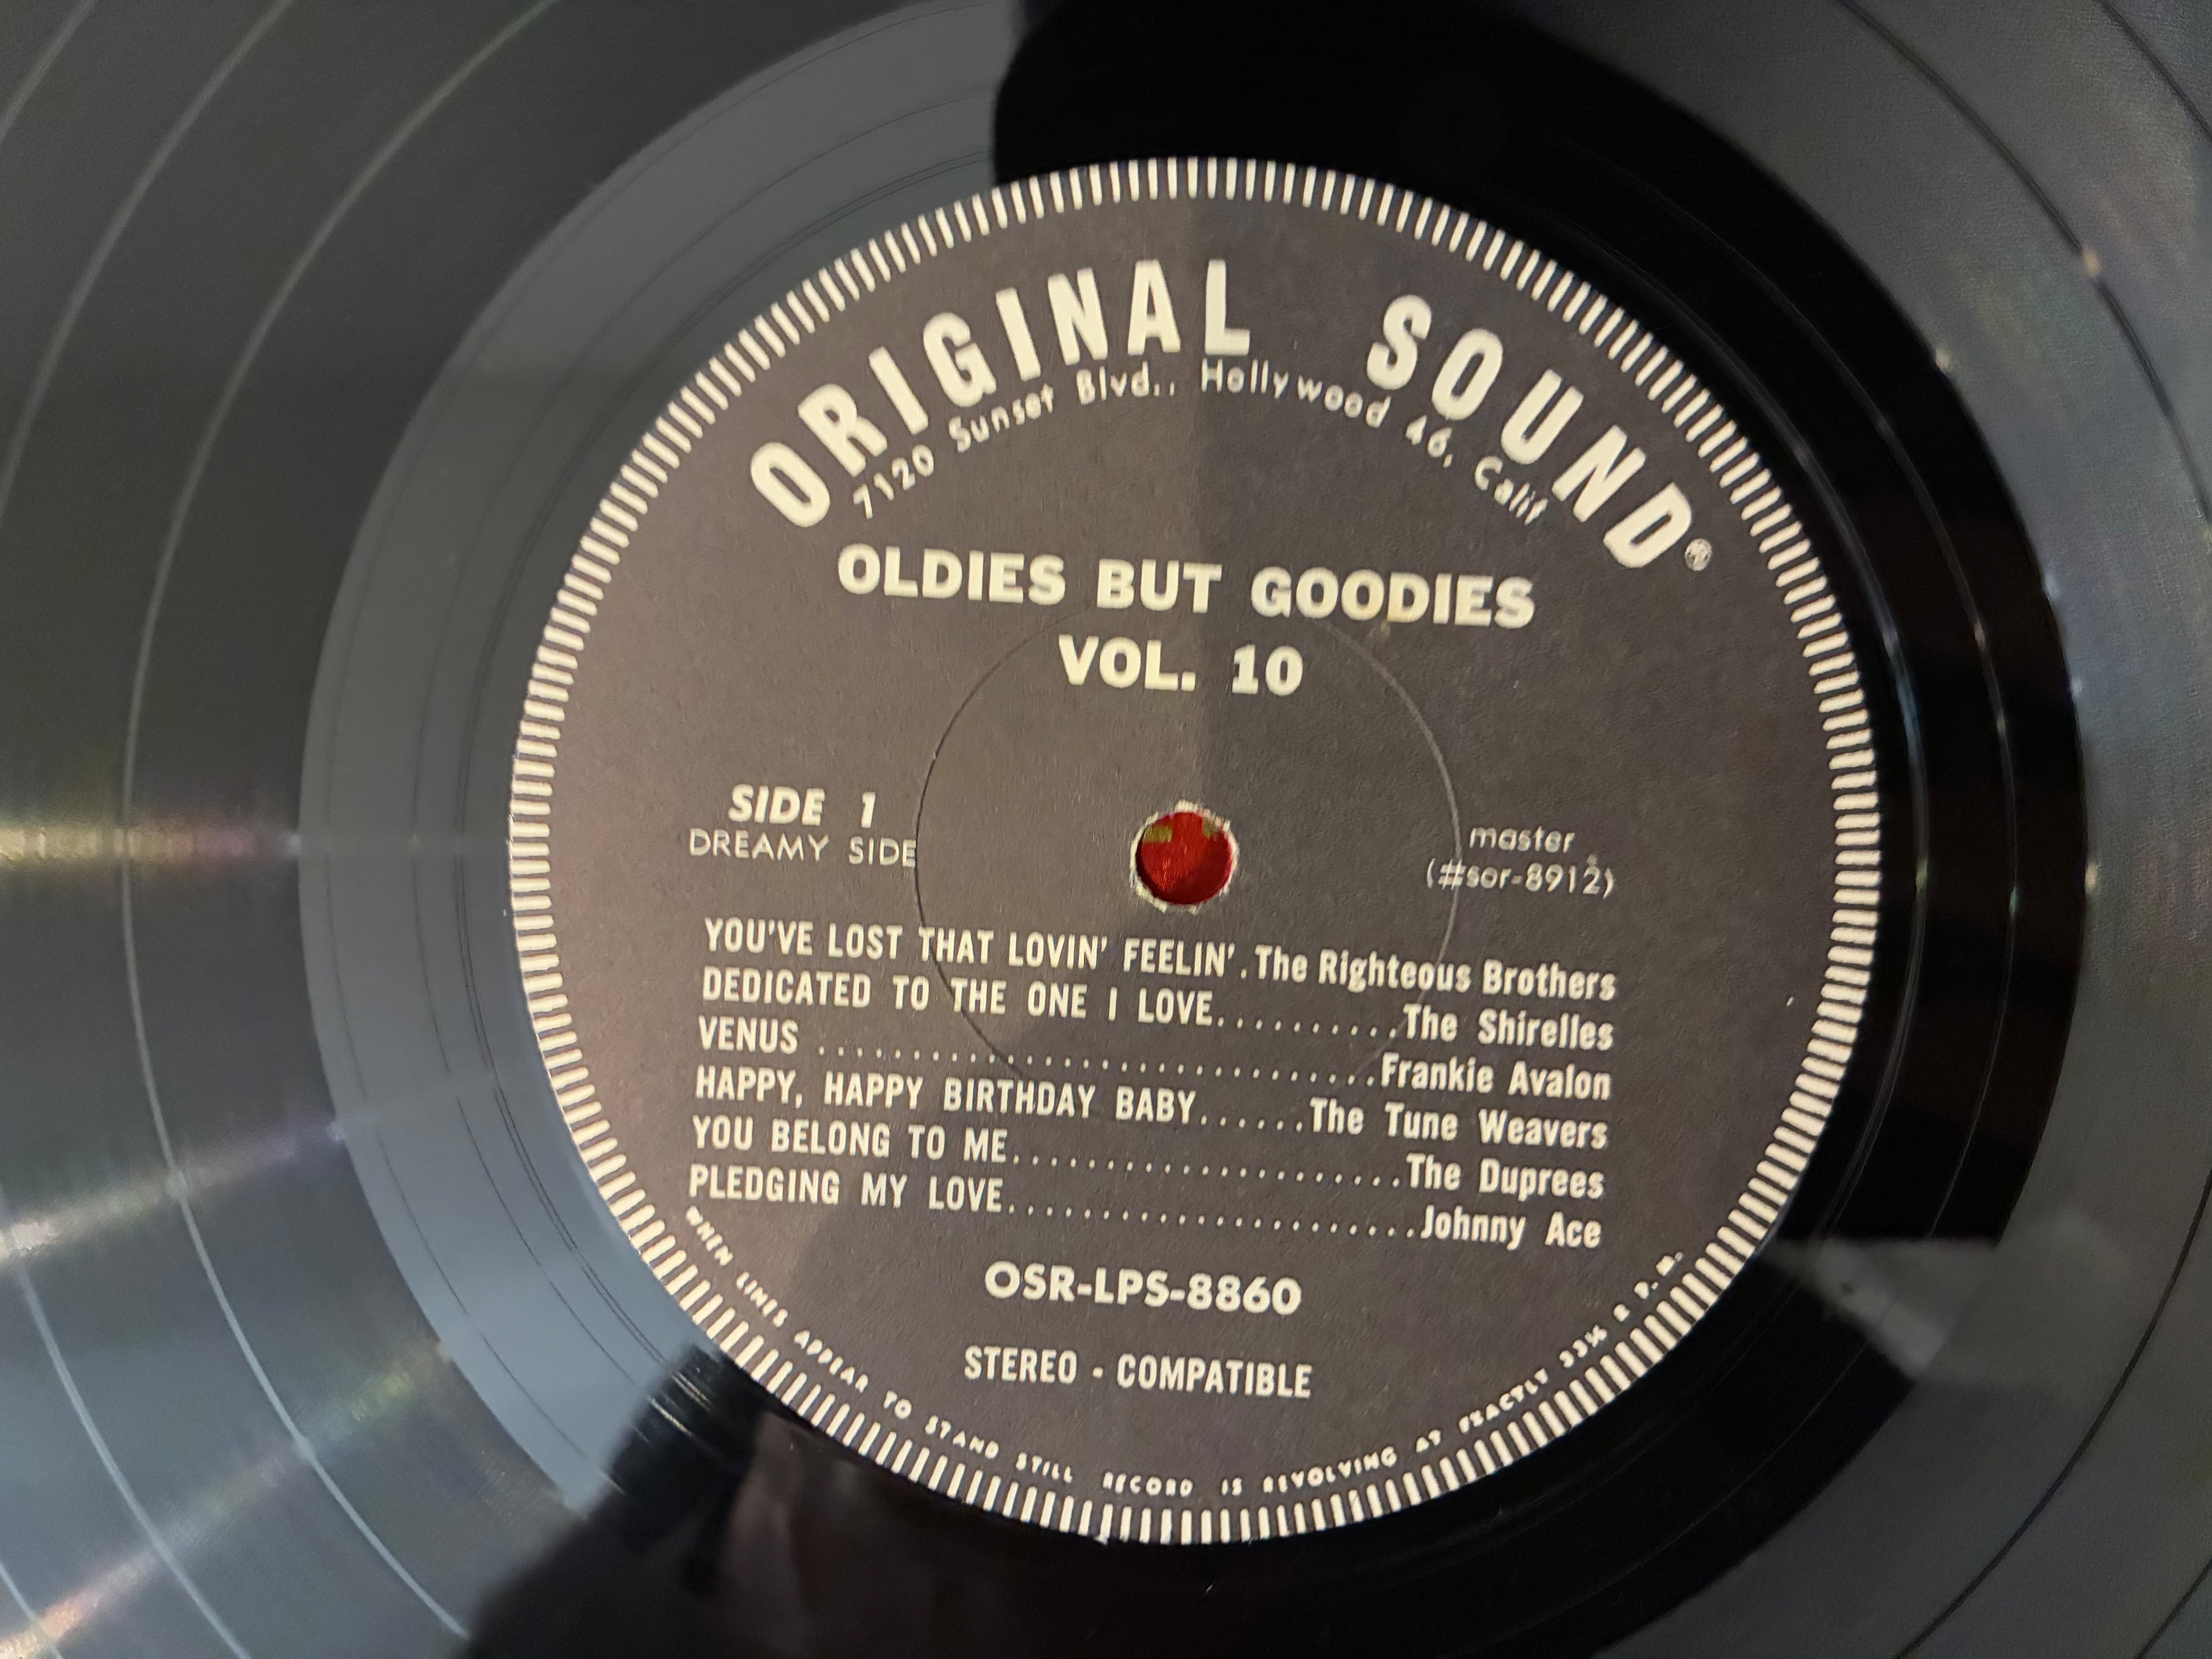 ORIGINAL SOUND®
7120 Sunset Blvd., Hollywood 46, Calif
OLDIES BUT GOODIES
VOL. 10
SIDE 1
DREAMY SIDE
master
(#sor-8912)
YOU'VE LOST THAT LOVIN' FEELIN'.The Righteous Brothers
DEDICATED TO THE ONE I LOVE..........The Shirelles
VENUS ................................Frankie Avalon
HAPPY, HAPPY BIRTHDAY BABY......The Tune Weavers
YOU BELONG TO ME.....................The Duprees
PLEDGING MY LOVE......................Johnny Ace
OSR-LPS-8860
STEREO - COMPATIBLE
WHEN LINES APPEAR TO STAND STILL RECORD IS REVOLVING AT EXACTLY 33⅓ R.P.M.